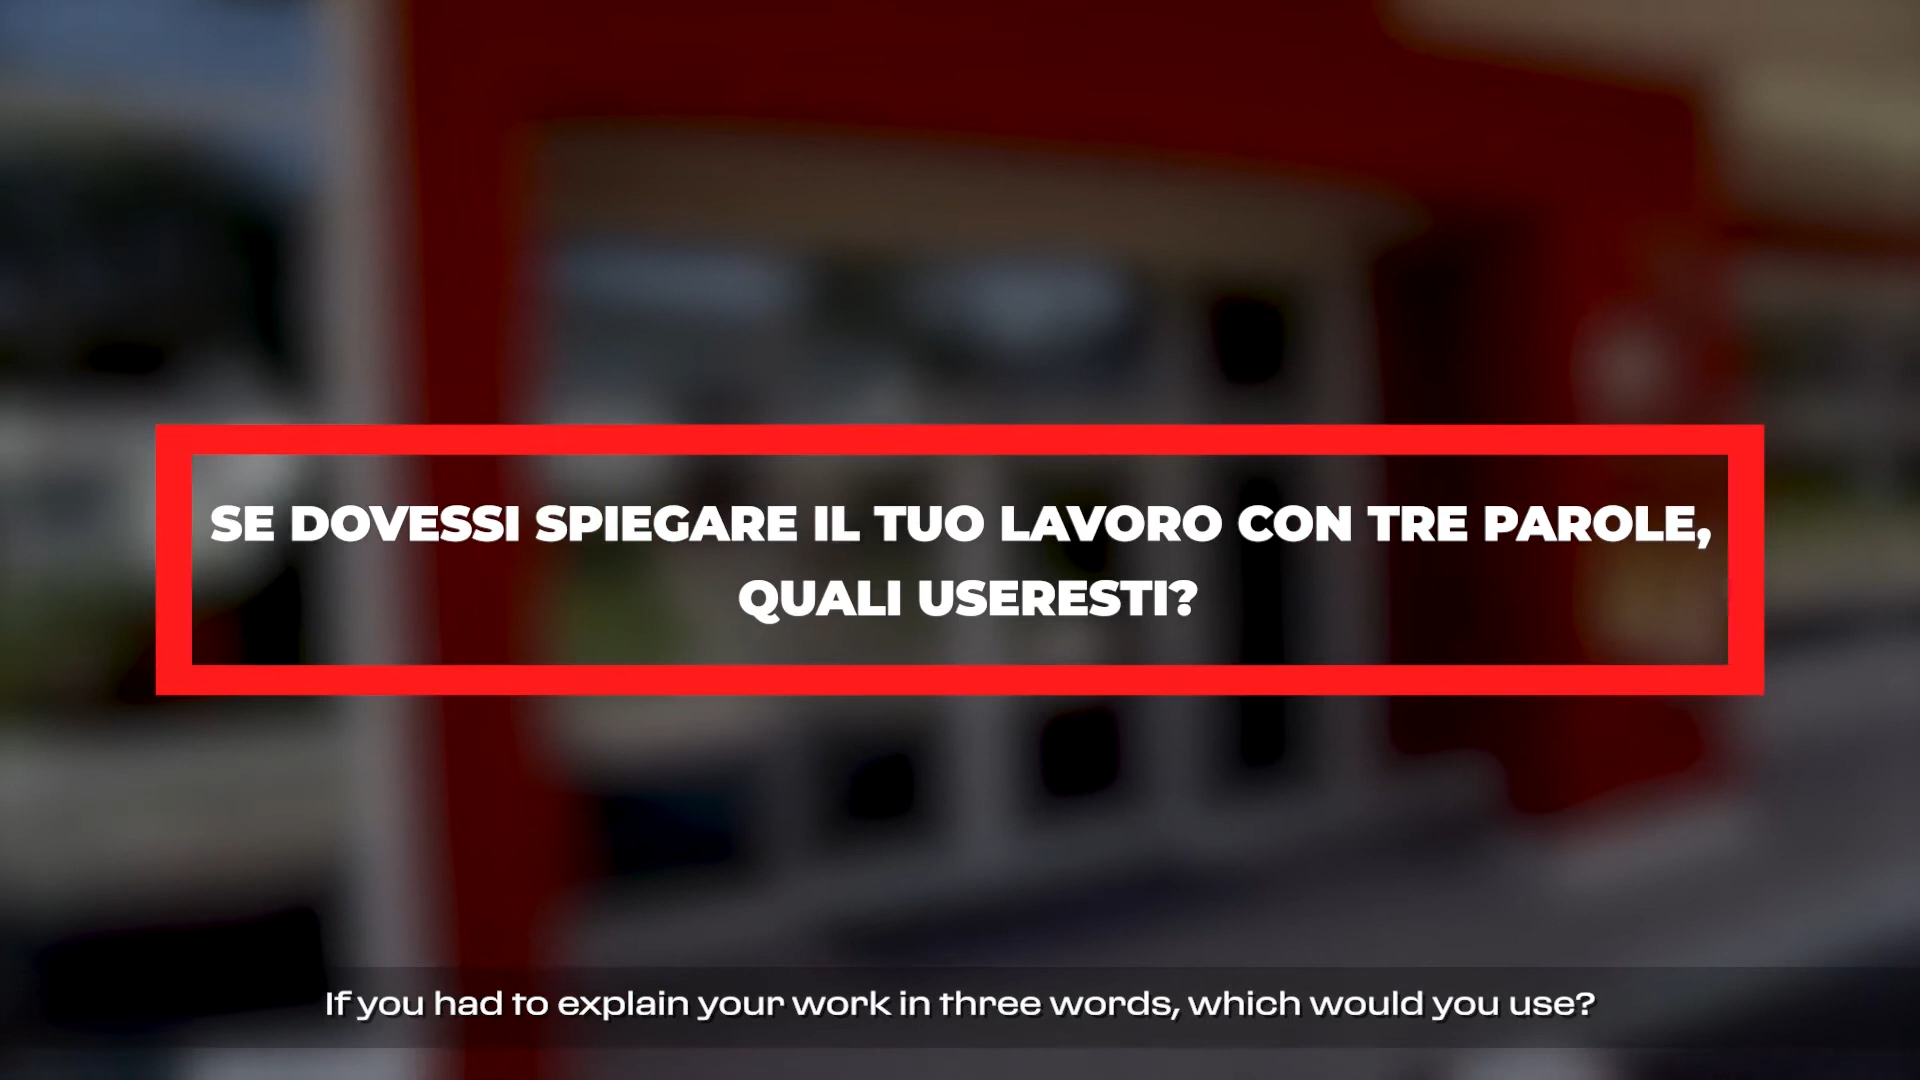 SE DOVESSI SPIEGARE IL TUO LAVORO CON TRE PAROLE,
QUALI USERESTI?
If you had to explain your work in three words, which would you use?